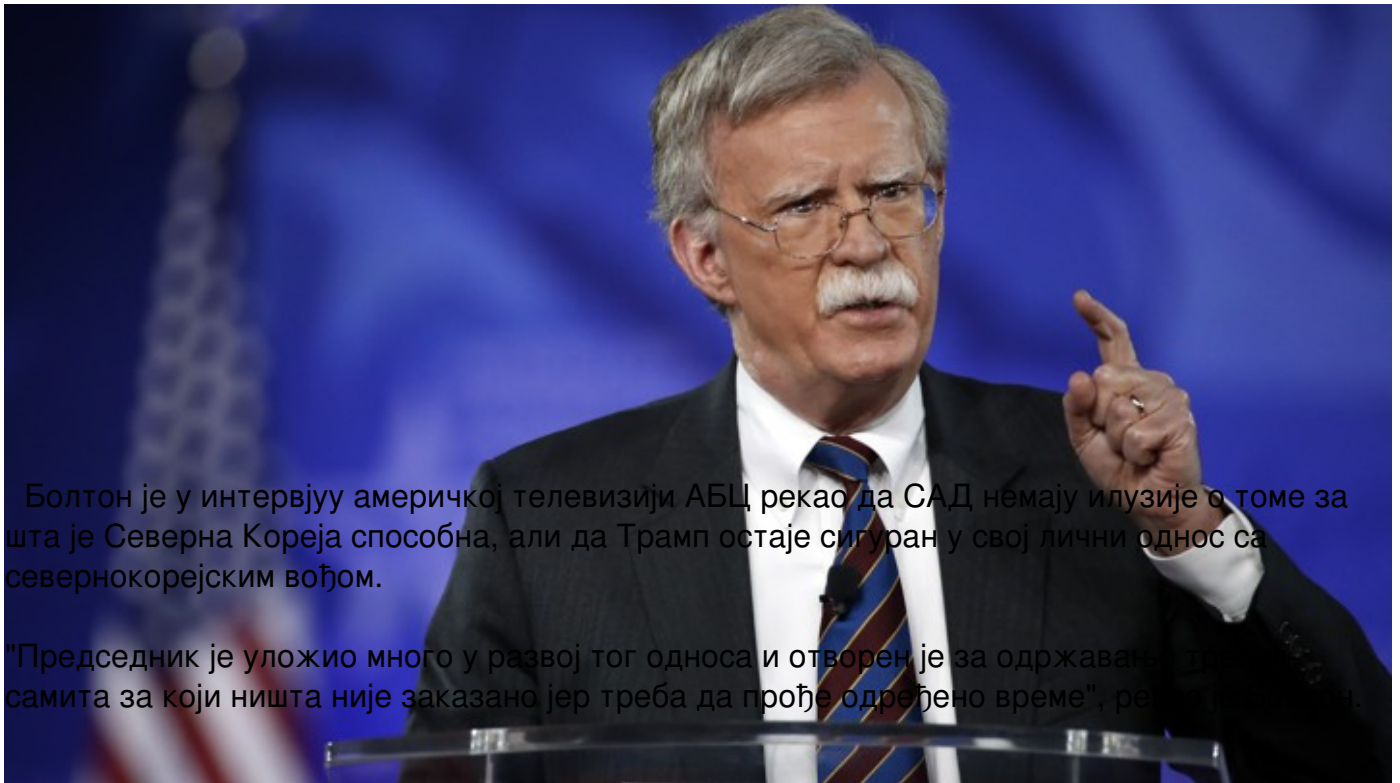 Болтон је у интервјуу америчкој телевизији АБЦ рекао да САД немају илузије о томе за
шта је Северна Кореја способна, али да Трамп остаје сигуран у свој лични однос са
севернокорејским вођом.
"Председник је уложио много у развој тог односа и отворен је за одржавање
самита за који ништа није заказано јер треба да прође одређено време",